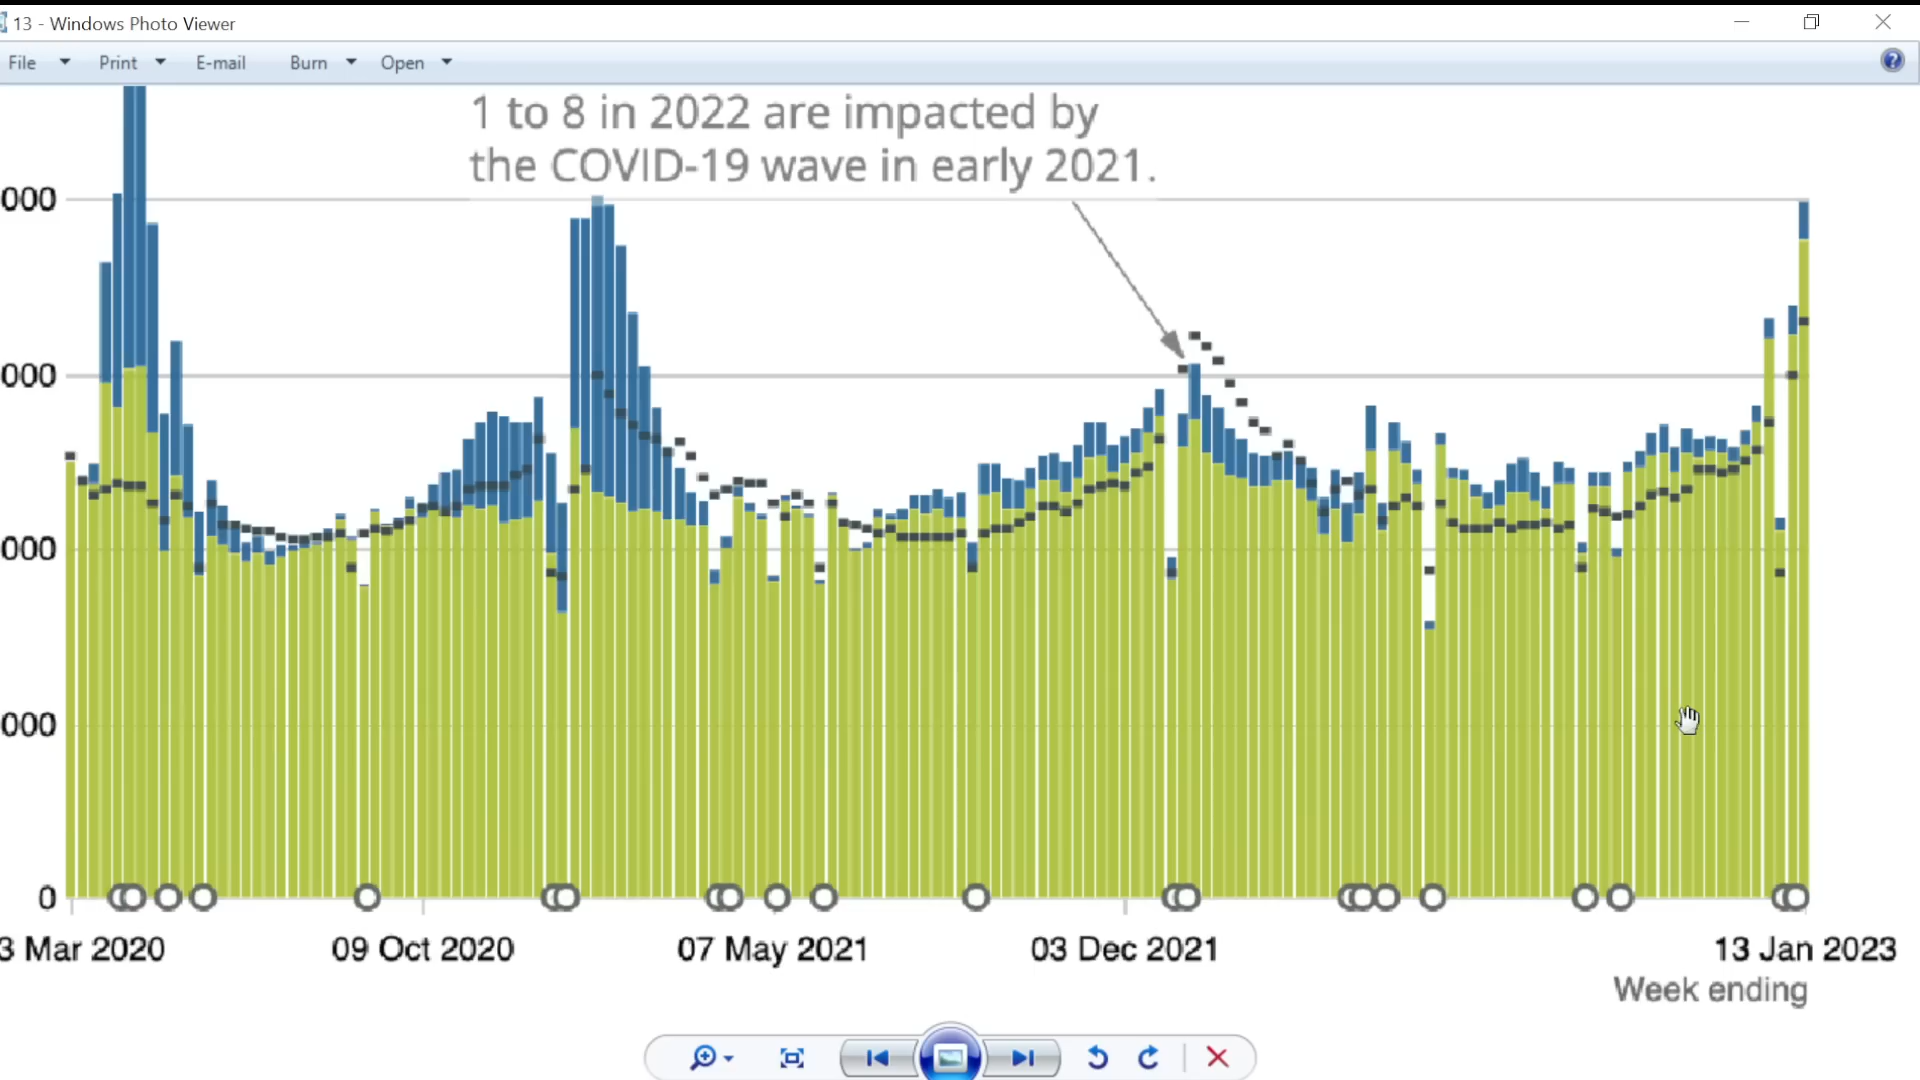 13 - Windows Photo Viewer
File Print E-mail Burn Open
1 to 8 in 2022 are impacted by
the COVID-19 wave in early 2021.
000
000
000
000
0
3 Mar 2020 09 Oct 2020 07 May 2021 03 Dec 2021 13 Jan 2023
Week ending